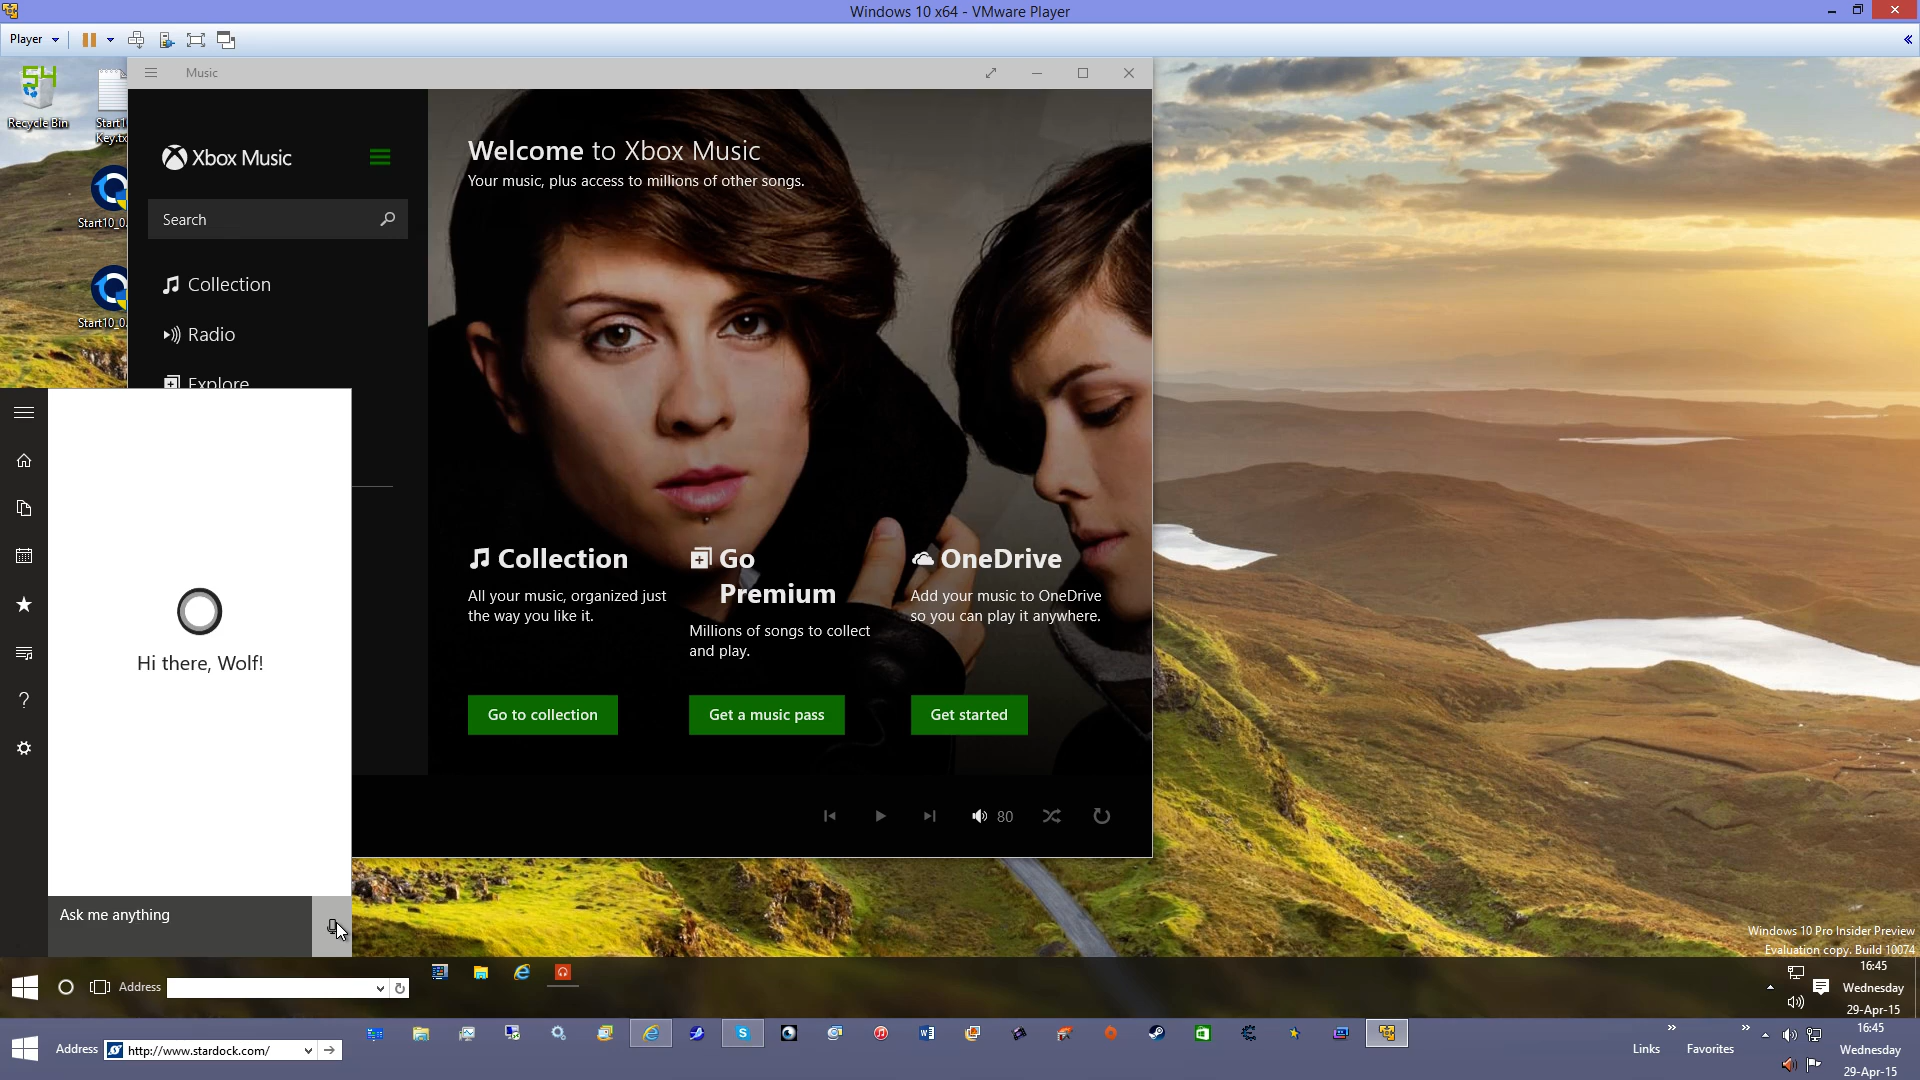 Windows 10 x64 - VMware Player
Player
Music
Recycle Bin
Start1
Key.tx
Start10_0.
Start10_0.
Xbox Music
Search
Collection
Radio
Explore
Welcome to Xbox Music
Your music, plus access to millions of other songs.
Collection
All your music, organized just
the way you like it.
Go to collection
Go
Premium
Millions of songs to collect
and play.
Get a music pass
OneDrive
Add your music to OneDrive
so you can play it anywhere.
Get started
80
Hi there, Wolf!
Ask me anything
Windows 10 Pro Insider Preview
Evaluation copy. Build 10074
Address
16:45
Wednesday
29-Apr-15
Address
http://www.stardock.com/
Links
Favorites
16:45
Wednesday
29-Apr-15